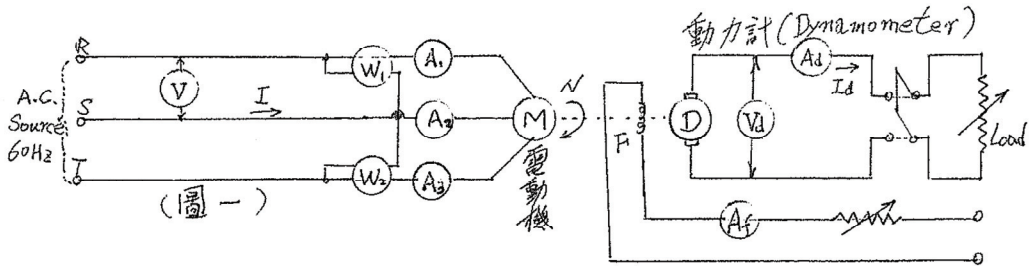 動力計(Dynamometer)
R
W₁
A₁
Ad
Id
A.C.
Source
60Hz
V
I
N
S
A₂
M
F
D
Vd
Load
T
W₂
A₃
電動機
Af
(圖一)